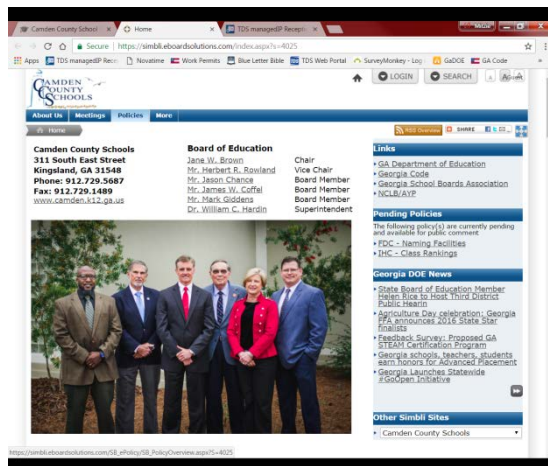 Camden County School
Home
TDS managedIP Recepti
Secure
https://simbli.eboardsolutions.com/index.aspx?s=4025
Apps
TDS managedIP Rece
Novatime
Work Permits
Blue Letter Bible
TDS Web Portal
SurveyMonkey - Log
GaDOE
GA Code
CAMDEN
COUNTY
SCHOOLS
LOGIN
SEARCH
About Us
Meetings
Policies
More
Home
RSS Overview
SHARE
Camden County Schools
311 South East Street
Kingsland, GA 31548
Phone: 912.729.5687
Fax: 912.729.1489
www.camden.k12.ga.us
Board of Education
Jane W. Brown Chair
Mr. Herbert R. Rowland Vice Chair
Mr. Jason Chance Board Member
Mr. James W. Coffel Board Member
Mr. Mark Giddens Board Member
Dr. William C. Hardin Superintendent
Links
GA Department of Education
Georgia Code
Georgia School Boards Association
NCLB/AYP
Pending Policies
The following policy(s) are currently pending
and available for public comment
FDC - Naming Facilities
IHC - Class Rankings
Georgia DOE News
State Board of Education Member
Helen Rice to Host Third District
Public Hearin
Agriculture Day celebration: Georgia
FFA announces 2016 State Star
finalists
Feedback Survey: Proposed GA
STEAM Certification Program
Georgia schools, teachers, students
earn honors for Advanced Placement
Georgia Launches Statewide
#GoOpen Initiative
Other Simbli Sites
Camden County Schools
https://simbli.eboardsolutions.com/SB_ePolicy/SB_PolicyOverview.aspx?S=4025